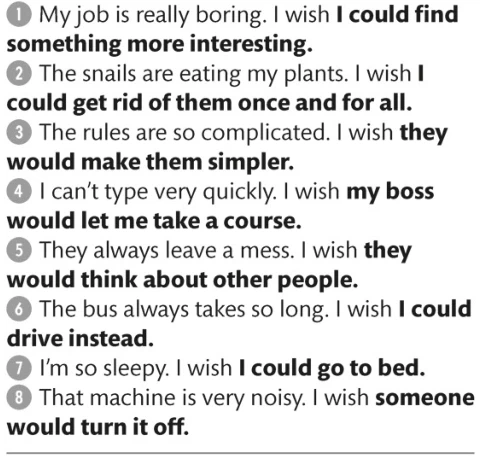 1 My job is really boring. I wish I could find
something more interesting.
2 The snails are eating my plants. I wish I
could get rid of them once and for all.
3 The rules are so complicated. I wish they
would make them simpler.
4 I can't type very quickly. I wish my boss
would let me take a course.
5 They always leave a mess. I wish they
would think about other people.
6 The bus always takes so long. I wish I could
drive instead.
7 I'm so sleepy. I wish I could go to bed.
8 That machine is very noisy. I wish someone
would turn it off.